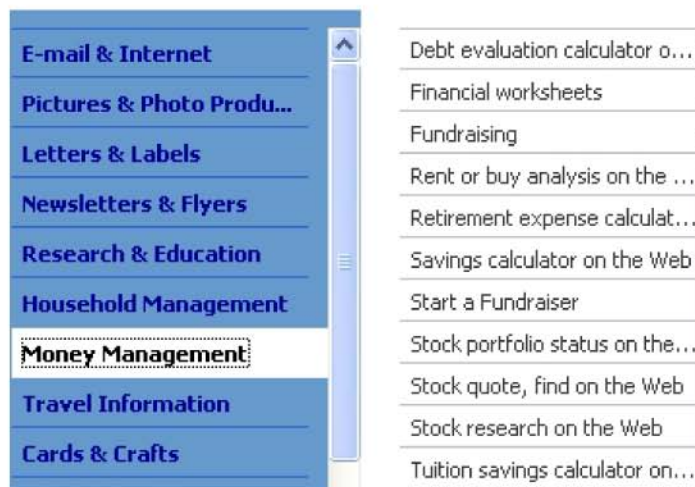 E-mail & Internet
Pictures & Photo Produ...
Letters & Labels
Newsletters & Flyers
Research & Education
Household Management
Money Management
Travel Information
Cards & Crafts
Debt evaluation calculator o...
Financial worksheets
Fundraising
Rent or buy analysis on the ...
Retirement expense calculat...
Savings calculator on the Web
Start a Fundraiser
Stock portfolio status on the...
Stock quote, find on the Web
Stock research on the Web
Tuition savings calculator on...